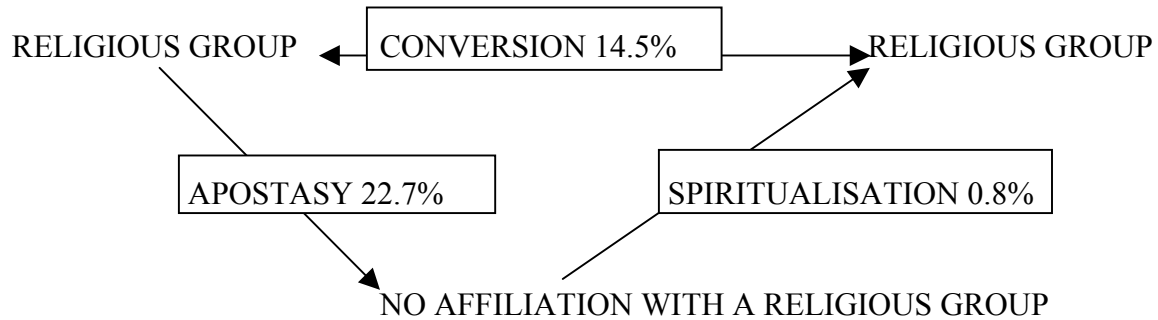 RELIGIOUS GROUP
CONVERSION 14.5%
RELIGIOUS GROUP
APOSTASY 22.7%
SPIRITUALISATION 0.8%
NO AFFILIATION WITH A RELIGIOUS GROUP